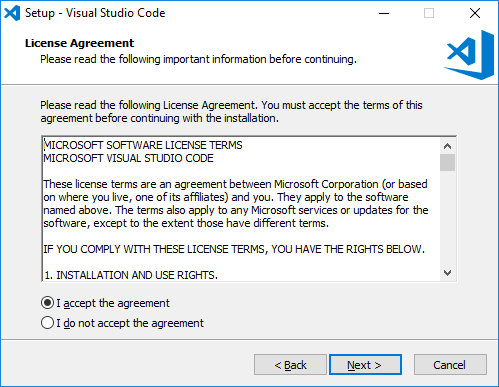 Setup - Visual Studio Code
License Agreement
Please read the following important information before continuing.
Please read the following License Agreement. You must accept the terms of this
agreement before continuing with the installation.
MICROSOFT SOFTWARE LICENSE TERMS
MICROSOFT VISUAL STUDIO CODE
These license terms are an agreement between Microsoft Corporation (or based
on where you live, one of its affiliates) and you. They apply to the software
named above. The terms also apply to any Microsoft services or updates for the
software, except to the extent those have different terms.
IF YOU COMPLY WITH THESE LICENSE TERMS, YOU HAVE THE RIGHTS BELOW.
1. INSTALLATION AND USE RIGHTS.
I accept the agreement
I do not accept the agreement
< Back
Next >
Cancel